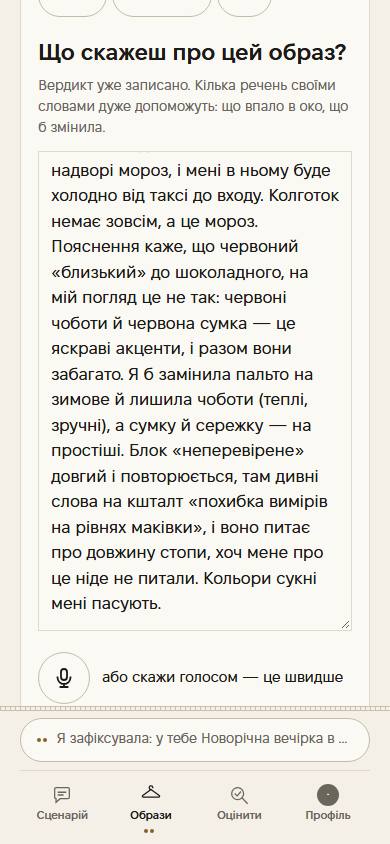 Що скажеш про цей образ?
Вердикт уже записано. Кілька речень своїми
словами дуже допоможуть: що впало в око, що
б змінила.
надворі мороз, і мені в ньому буде
холодно від таксі до входу. Колготок
немає зовсім, а це мороз.
Пояснення каже, що червоний
«близький» до шоколадного, на
мій погляд це не так: червоні
чоботи й червона сумка — це
яскраві акценти, і разом вони
забагато. Я б замінила пальто на
зимове й лишила чоботи (теплі,
зручні), а сумку й сережку — на
простіші. Блок «неперевірене»
довгий і повторюється, там дивні
слова на кшталт «похибка вимірів
на рівнях маківки», і воно питає
про довжину стопи, хоч мене про
це ніде не питали. Кольори сукні
мені пасують.
або скажи голосом — це швидше
Я зафіксувала: у тебе Новорічна вечірка в ...
Сценарій Образи Оцінити Профіль